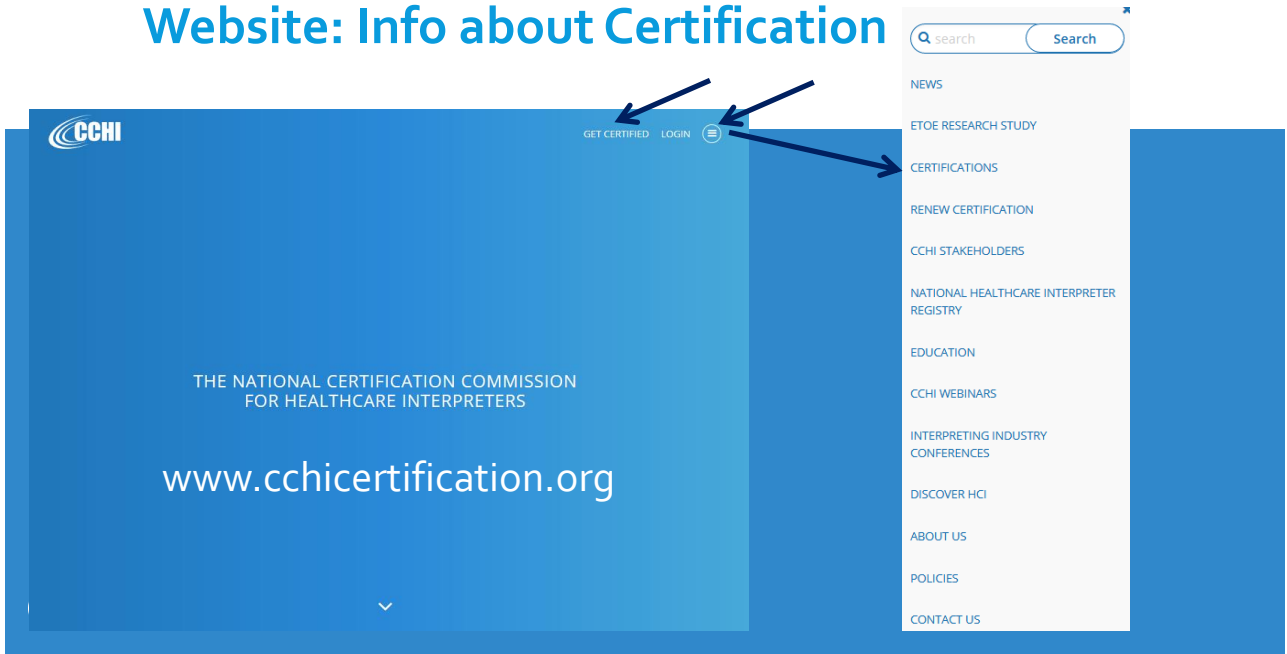 Website: Info about Certification
CCHI
GET CERTIFIED LOGIN
THE NATIONAL CERTIFICATION COMMISSION
FOR HEALTHCARE INTERPRETERS
www.cchicertification.org
search Search
NEWS
ETOE RESEARCH STUDY
CERTIFICATIONS
RENEW CERTIFICATION
CCHI STAKEHOLDERS
NATIONAL HEALTHCARE INTERPRETER
REGISTRY
EDUCATION
CCHI WEBINARS
INTERPRETING INDUSTRY
CONFERENCES
DISCOVER HCI
ABOUT US
POLICIES
CONTACT US